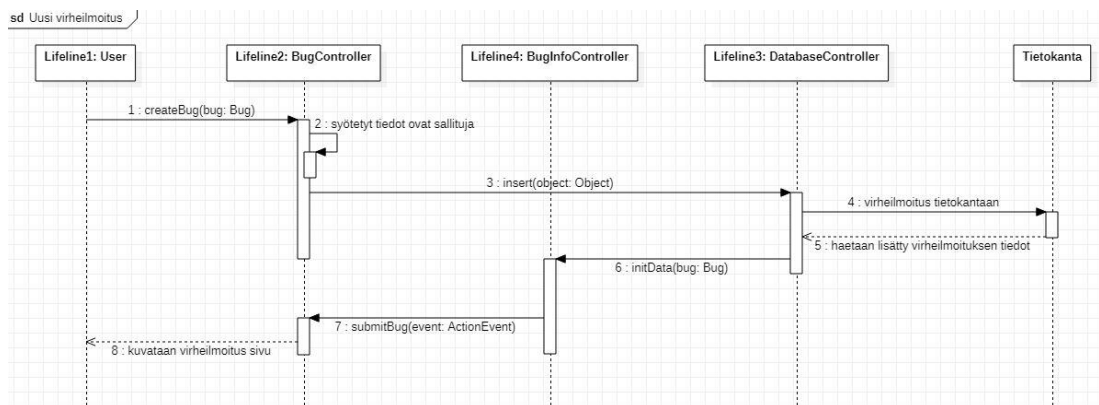 sd Uusi virheilmoitus
Lifeline1: User
Lifeline2: BugController
Lifeline4: BugInfoController
Lifeline3: DatabaseController
Tietokanta
1 : createBug(bug: Bug)
2 : syötetyt tiedot ovat sallituja
3 : insert(object: Object)
4 : virheilmoitus tietokantaan
5 : haetaan lisätty virheilmoituksen tiedot
6 : initData(bug: Bug)
7 : submitBug(event: ActionEvent)
8 : kuvataan virheilmoitus sivu